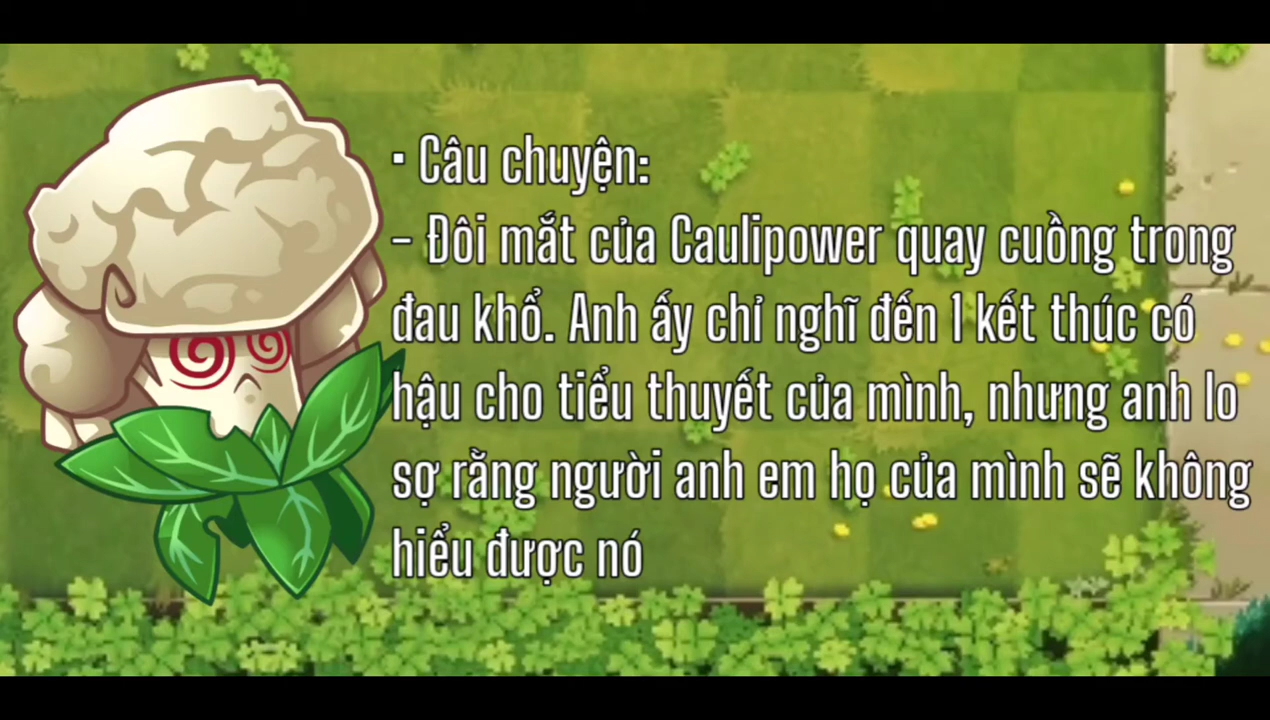 • Câu chuyện:
– Đôi mắt của Caulipower quay cuồng trong
đau khổ. Anh ấy chỉ nghĩ đến 1 kết thúc có
hậu cho tiểu thuyết của mình, nhưng anh lo
sợ rằng người anh em họ của mình sẽ không
hiểu được nó